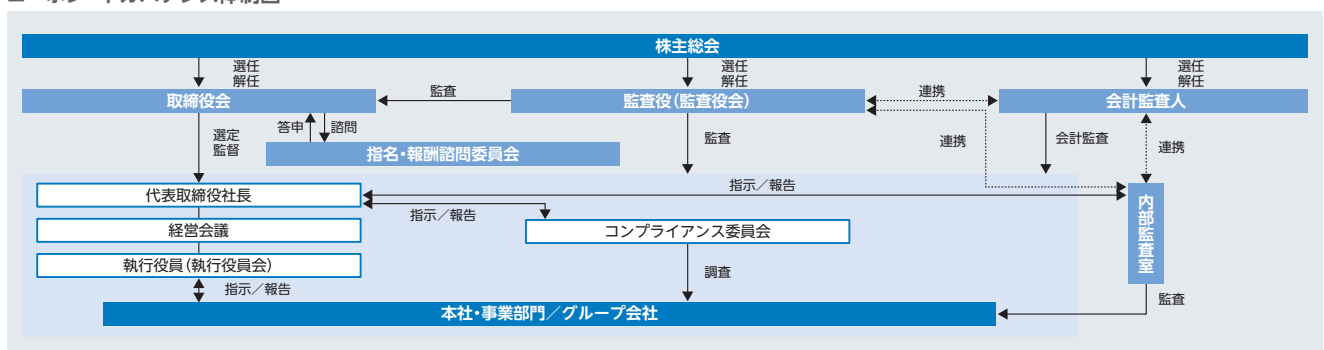 株主総会
選任
解任
選任
解任
選任
解任
取締役会
監査
監査役(監査役会)
連携
会計監査人
選定
監督
答申
諮問
指名・報酬諮問委員会
監査
連携
会計監査
連携
代表取締役社長
指示／報告
内部監査室
経営会議
指示／報告
コンプライアンス委員会
執行役員(執行役員会)
指示／報告
調査
監査
本社・事業部門／グループ会社